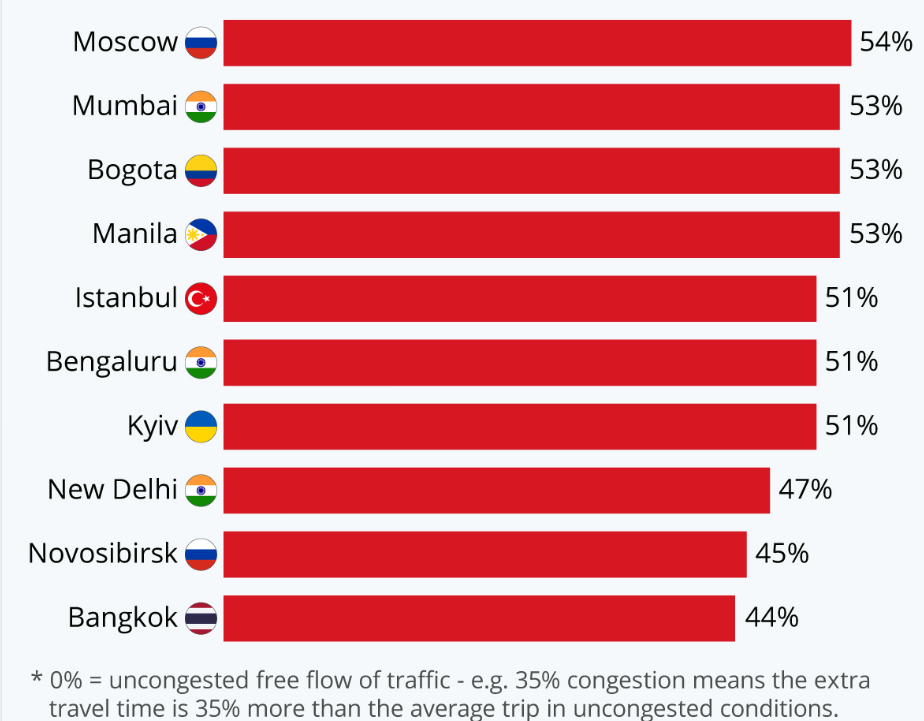 Moscow 54%
Mumbai 53%
Bogota 53%
Manila 53%
Istanbul 51%
Bengaluru 51%
Kyiv 51%
New Delhi 47%
Novosibirsk 45%
Bangkok 44%
* 0% = uncongested free flow of traffic - e.g. 35% congestion means the extra
travel time is 35% more than the average trip in uncongested conditions.